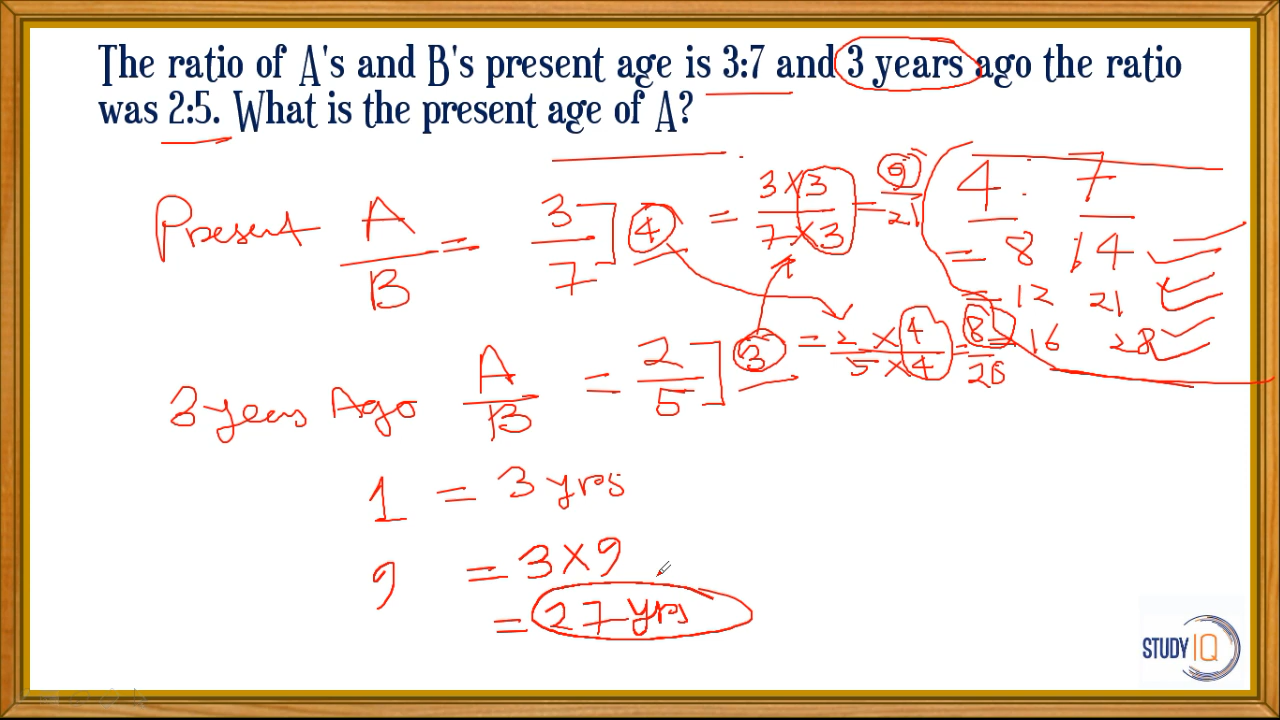 The ratio of A's and B's present age is 3:7 and 3 years ago the ratio
was 2:5. What is the present age of A?
Present A/B = 3/7 ] 4 = 3×3/7×3 = 9/21
4 : 7
= 8 14
= 12 21
= 16 28
3 years Ago A/B = 2/5 ] 3 = 2×4/5×4 = 8/20
1 = 3 yrs
9 = 3×9
= 27 yrs
STUDY IQ